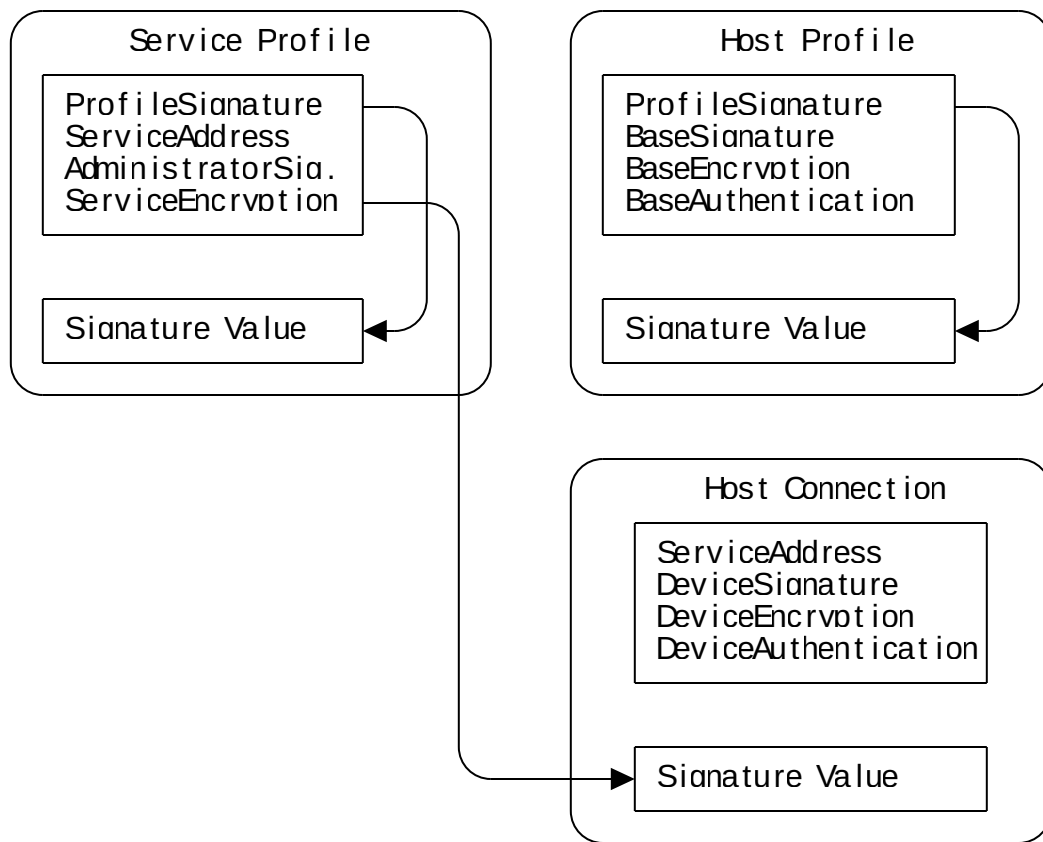 Service Profile
ProfileSignature
ServiceAddress
AdministratorSig.
ServiceEncryption
Signature Value
Host Profile
ProfileSignature
BaseSignature
BaseEncryption
BaseAuthentication
Signature Value
Host Connection
ServiceAddress
DeviceSignature
DeviceEncryption
DeviceAuthentication
Signature Value